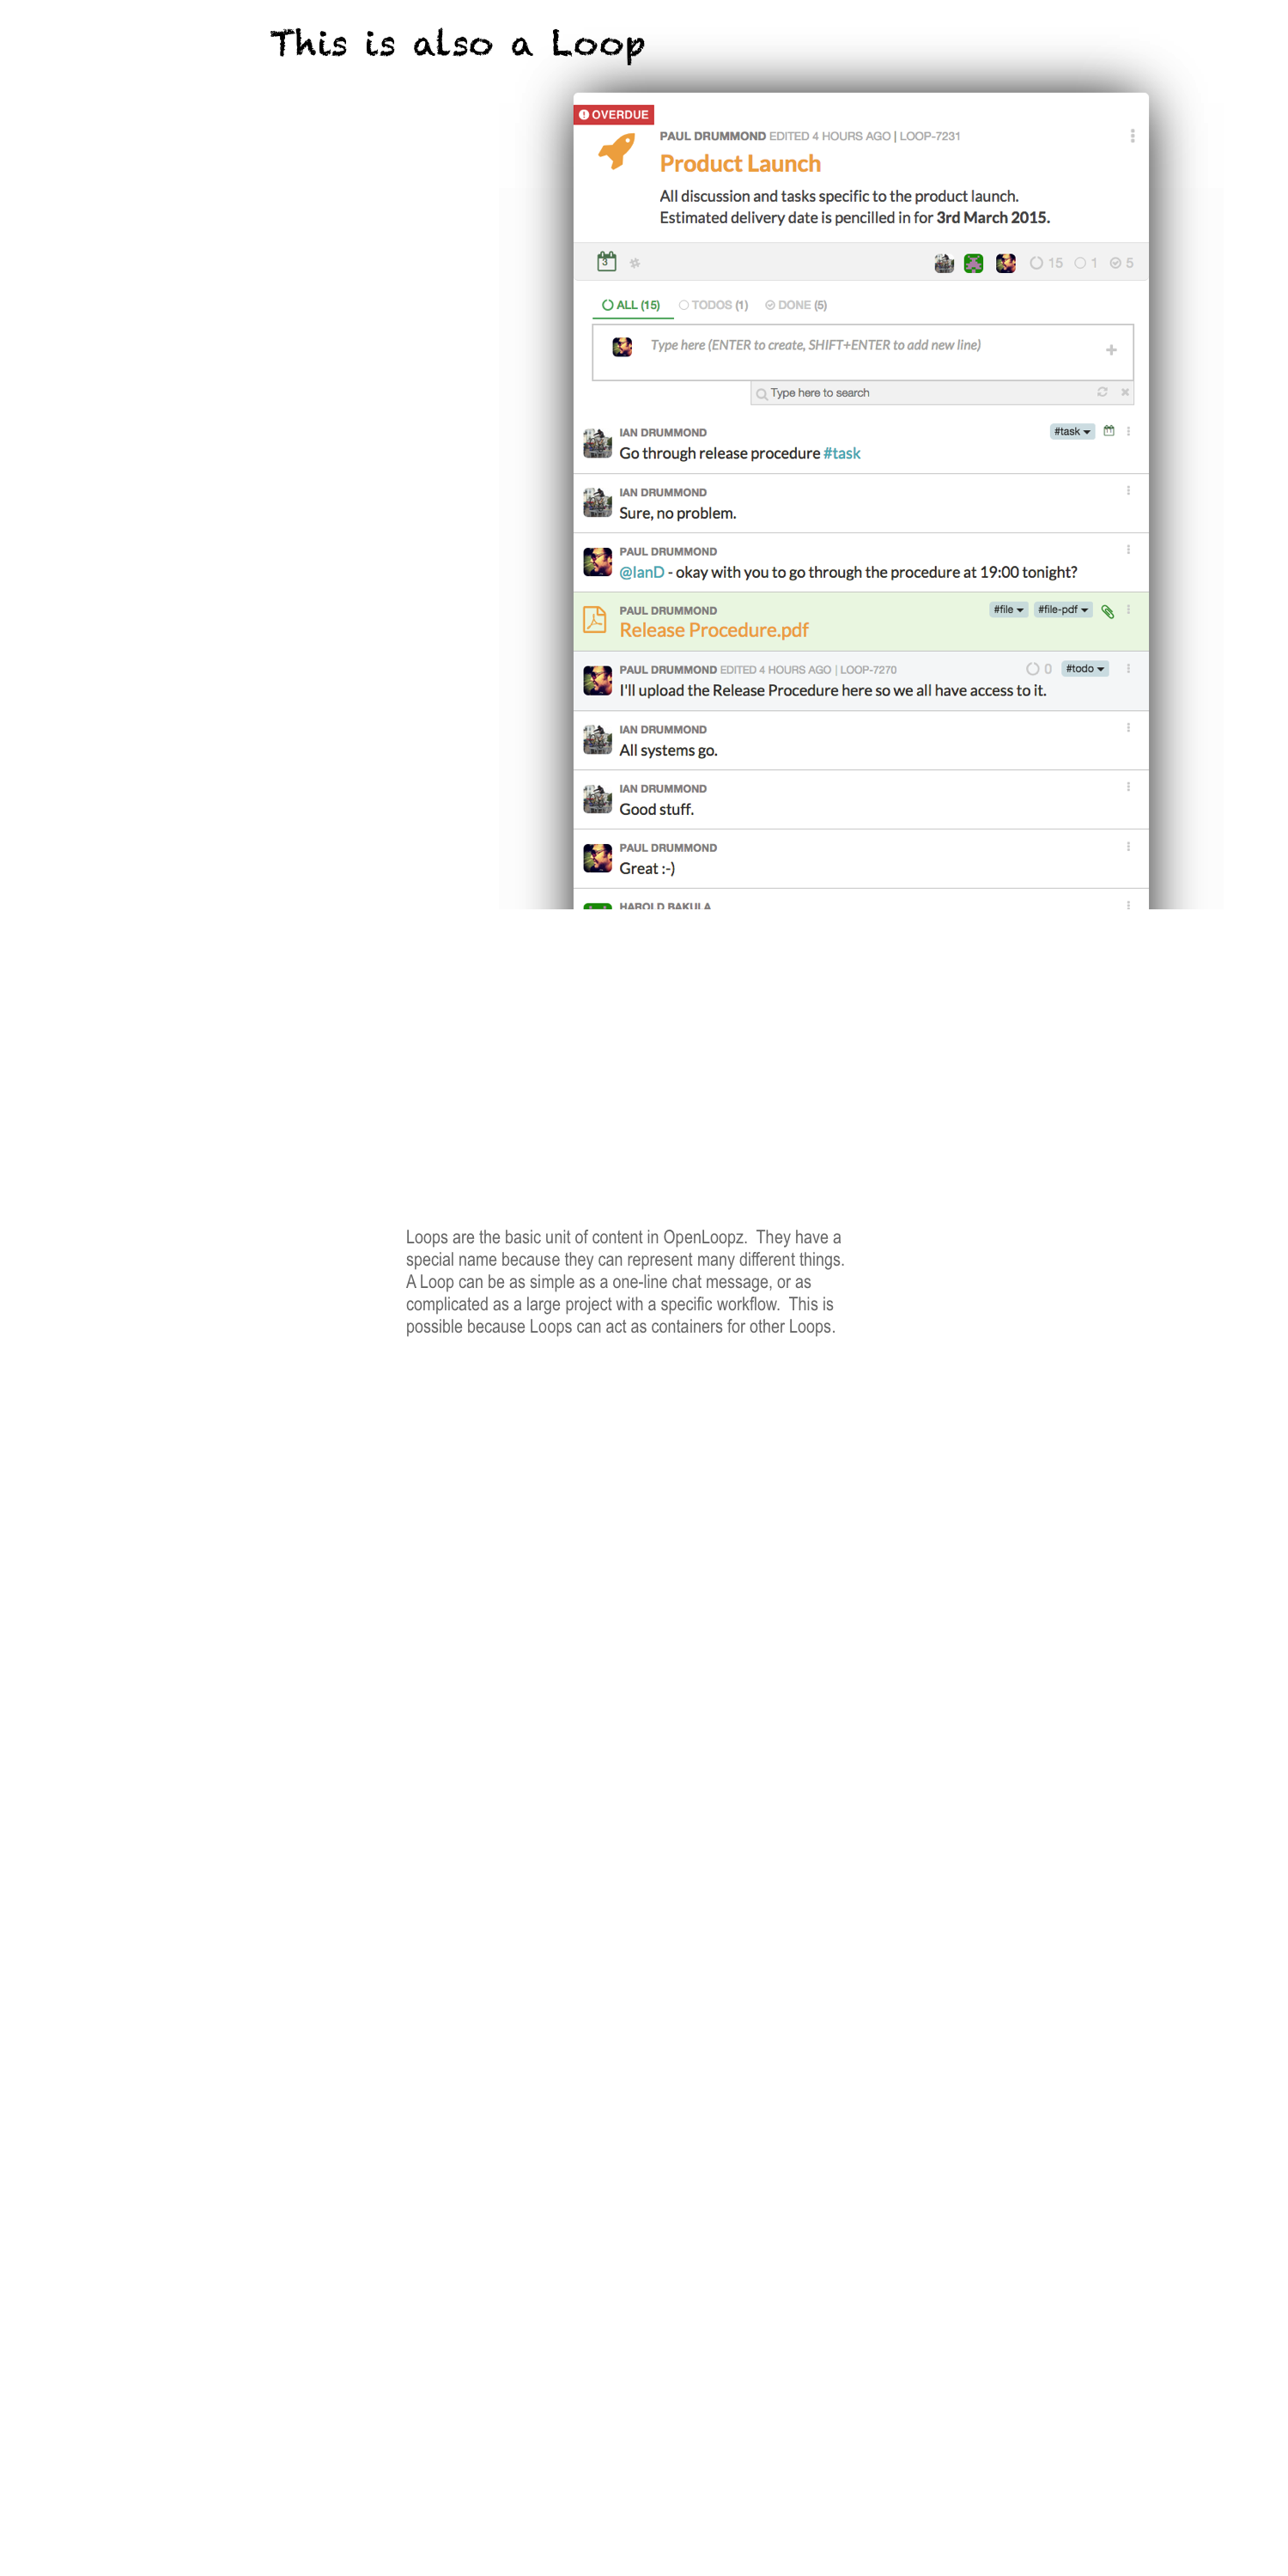 This is also a Loop
OVERDUE
PAUL DRUMMOND EDITED 4 HOURS AGO | LOOP-7231
Product Launch
All discussion and tasks specific to the product launch.
Estimated delivery date is pencilled in for 3rd March 2015.
3 15 1 5
ALL (15) TODOS (1) DONE (5)
Type here (ENTER to create, SHIFT+ENTER to add new line)
Type here to search
IAN DRUMMOND #task
Go through release procedure #task
IAN DRUMMOND
Sure, no problem.
PAUL DRUMMOND
@IanD - okay with you to go through the procedure at 19:00 tonight?
PAUL DRUMMOND #file #file-pdf
Release Procedure.pdf
PAUL DRUMMOND EDITED 4 HOURS AGO | LOOP-7270 0 #todo
I'll upload the Release Procedure here so we all have access to it.
IAN DRUMMOND
All systems go.
IAN DRUMMOND
Good stuff.
PAUL DRUMMOND
Great :-)
HAROLD BAKULA
Loops are the basic unit of content in OpenLoopz. They have a
special name because they can represent many different things.
A Loop can be as simple as a one-line chat message, or as
complicated as a large project with a specific workflow. This is
possible because Loops can act as containers for other Loops.